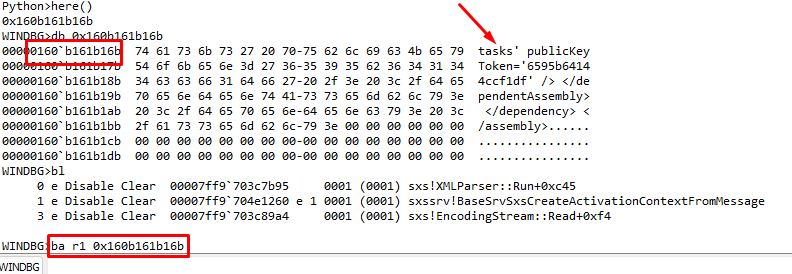 Python>here()
0x160b161b16b
WINDBG>db 0x160b161b16b
00000160`b161b16b  74 61 73 6b 73 27 20 70-75 62 6c 69 63 4b 65 79  tasks' publicKey
00000160`b161b17b  54 6f 6b 65 6e 3d 27 36-35 39 35 62 36 34 31 34  Token='6595b6414
00000160`b161b18b  34 63 63 66 31 64 66 27-20 2f 3e 20 3c 2f 64 65  4ccf1df' /> </de
00000160`b161b19b  70 65 6e 64 65 6e 74 41-73 73 65 6d 62 6c 79 3e  pendentAssembly>
00000160`b161b1ab  20 3c 2f 64 65 70 65 6e-64 65 6e 63 79 3e 20 3c   </dependency> <
00000160`b161b1bb  2f 61 73 73 65 6d 62 6c-79 3e 00 00 00 00 00 00  /assembly>......
00000160`b161b1cb  00 00 00 00 00 00 00 00-00 00 00 00 00 00 00 00  ................
00000160`b161b1db  00 00 00 00 00 00 00 00-00 00 00 00 00 00 00 00  ................
WINDBG>bl
0 e Disable Clear  00007ff9`703c7b95     0001 (0001) sxs!XMLParser::Run+0xc45
1 e Disable Clear  00007ff9`704e1260 e 1 0001 (0001) sxssrv!BaseSrvSxsCreateActivationContextFromMessage
3 e Disable Clear  00007ff9`703c89a4     0001 (0001) sxs!EncodingStream::Read+0xf4
WINDBG>ba r1 0x160b161b16b
WINDBG